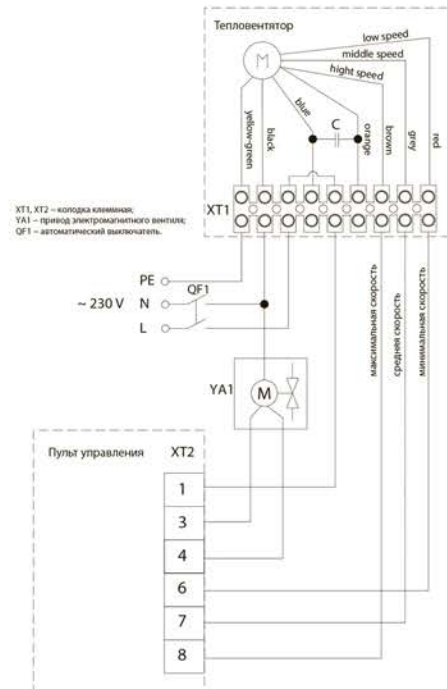 Тепловентятор
low speed
middle speed
hight speed
M
blue
C
yellow-green
black
orange
brown
grey
red
XT1
XT1, XT2 – колодка клеммная;
YA1 – привод электромагнитного вентиля;
QF1 – автоматический выключатель.
PE
QF1
~ 230 V
N
L
максимальная скорость
средняя скорость
минимальная скорость
YA1
M
Пульт управления
XT2
1
3
4
6
7
8